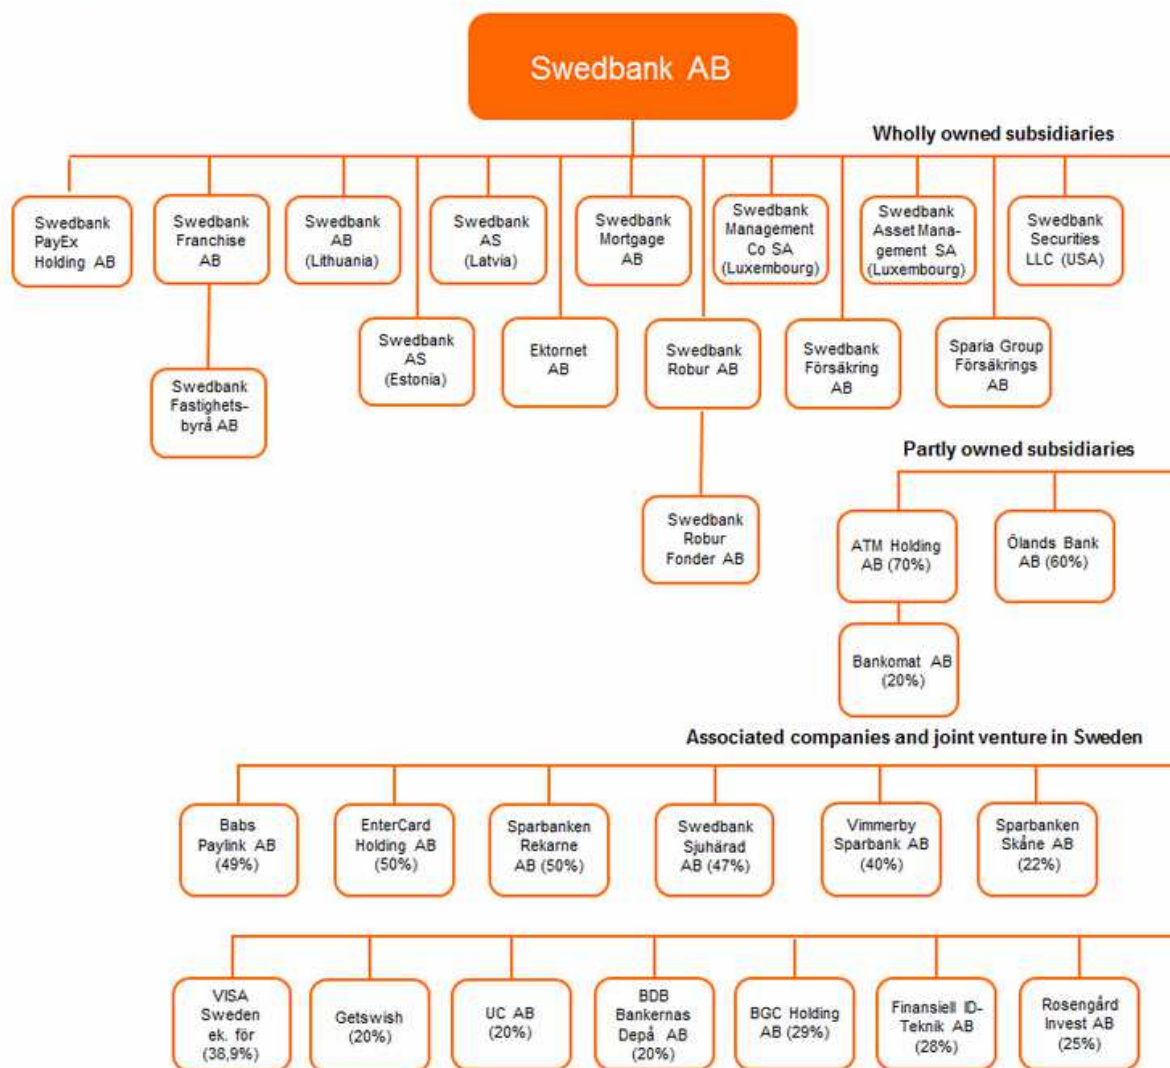 Swedbank AB
Wholly owned subsidiaries
Swedbank
PayEx
Holding AB
Swedbank
Franchise
AB
Swedbank
AB
(Lithuania)
Swedbank
AS
(Latvia)
Swedbank
Mortgage
AB
Swedbank
Management
Co SA
(Luxembourg)
Swedbank
Asset Mana-
gement SA
(Luxembourg)
Swedbank
Securities
LLC (USA)
Swedbank
AS
(Estonia)
Ektornet
AB
Swedbank
Robur AB
Swedbank
Försäkring
AB
Sparia Group
Försäkrings
AB
Swedbank
Fastighets-
byrå AB
Swedbank
Robur
Fonder AB
Partly owned subsidiaries
ATM Holding
AB (70%)
Ölands Bank
AB (60%)
Bankomat AB
(20%)
Associated companies and joint venture in Sweden
Babs
Paylink AB
(49%)
EnterCard
Holding AB
(50%)
Sparbanken
Rekarne
AB (50%)
Swedbank
Sjuhärad
AB (47%)
Vimmerby
Sparbank AB
(40%)
Sparbanken
Skåne AB
(22%)
VISA
Sweden
ek. för
(38,9%)
Getswish
(20%)
UC AB
(20%)
BDB
Bankernas
Depå AB
(20%)
BGC Holding
AB (29%)
Finansiell ID-
Teknik AB
(28%)
Rosengård
Invest AB
(25%)